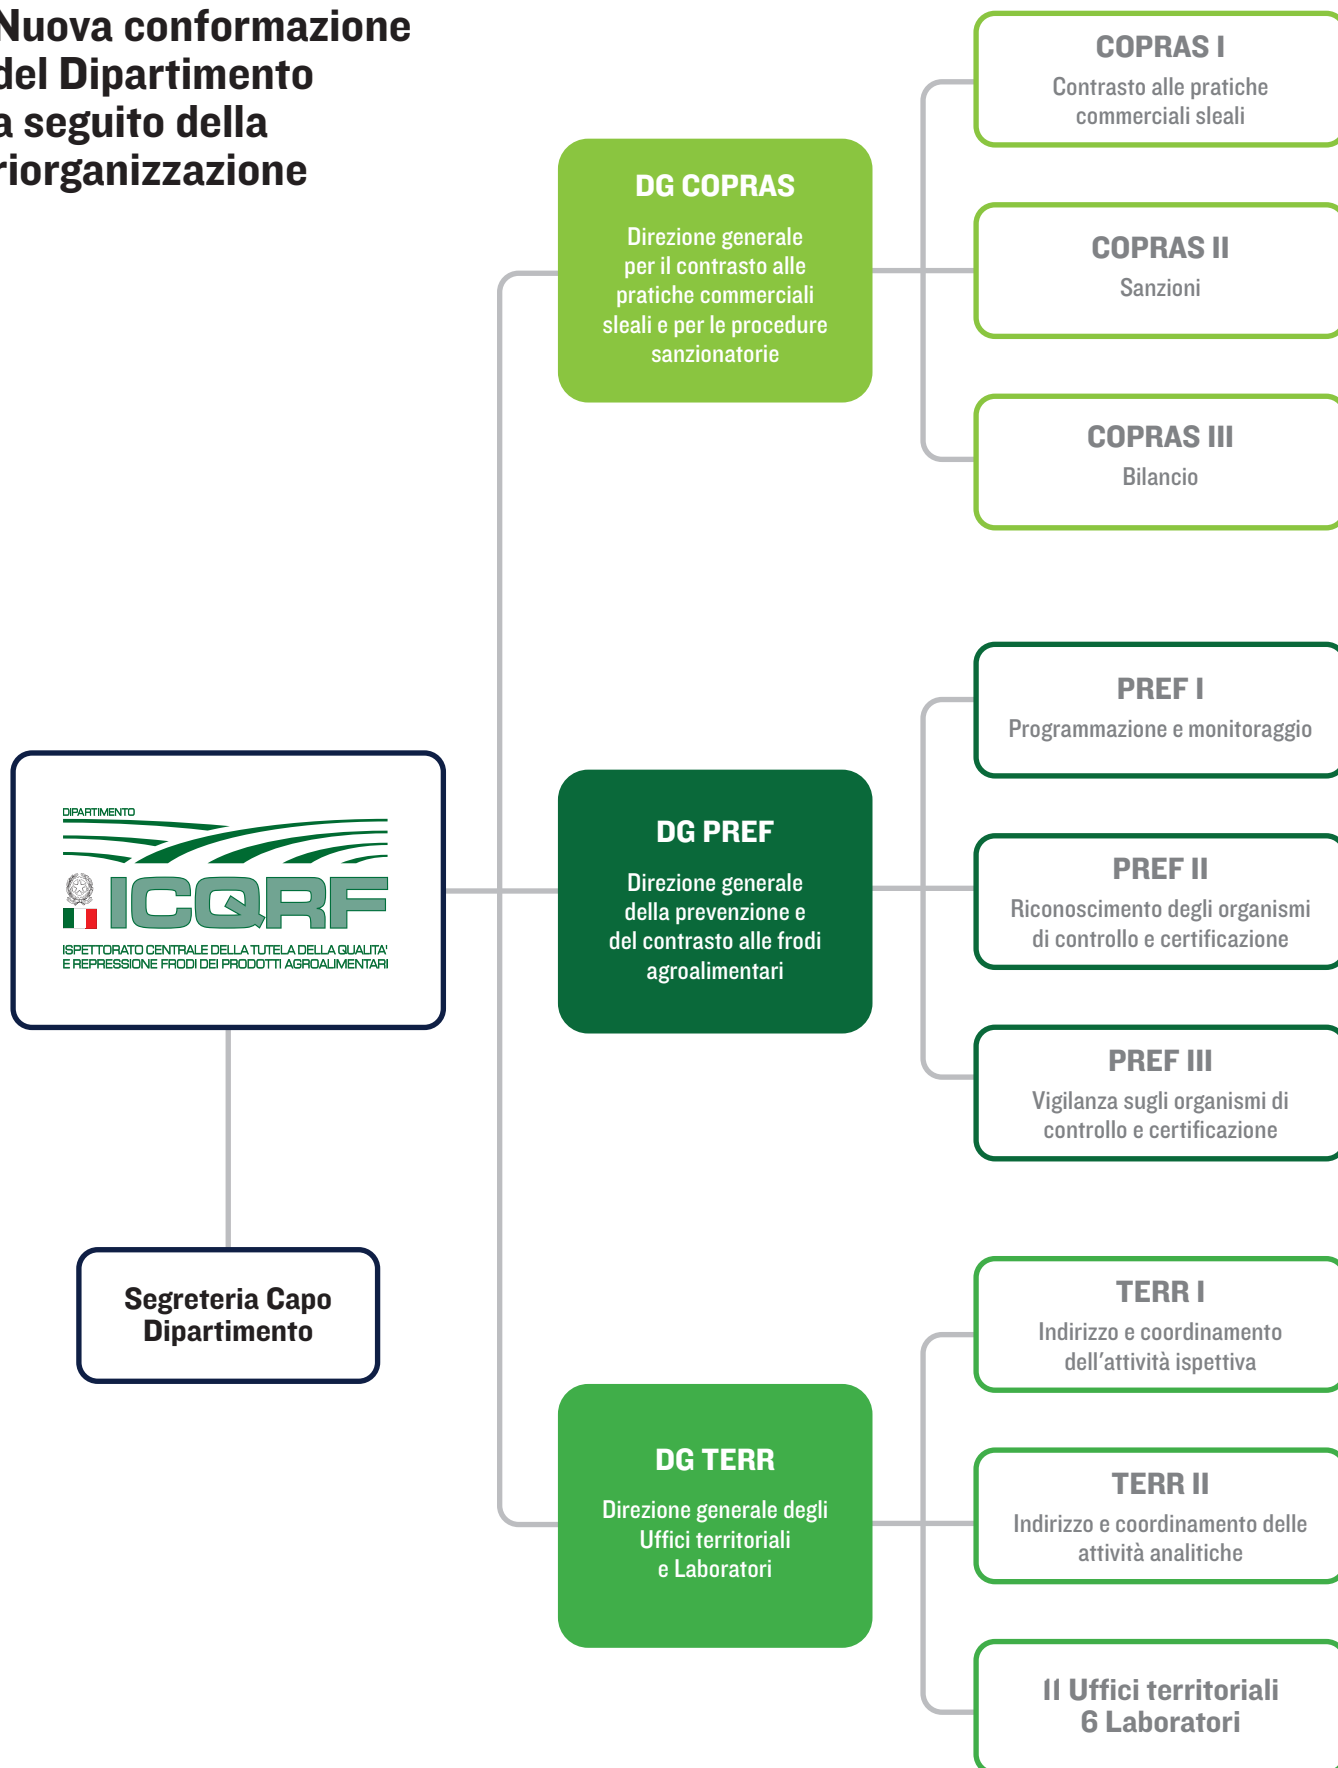 Nuova conformazione
del Dipartimento
a seguito della
riorganizzazione
DIPARTIMENTO
ICQRF
ISPETTORATO CENTRALE DELLA TUTELA DELLA QUALITA'
E REPRESSIONE FRODI DEI PRODOTTI AGROALIMENTARI
Segreteria Capo
Dipartimento
DG COPRAS
Direzione generale
per il contrasto alle
pratiche commerciali
sleali e per le procedure
sanzionatorie
COPRAS I
Contrasto alle pratiche
commerciali sleali
COPRAS II
Sanzioni
COPRAS III
Bilancio
DG PREF
Direzione generale
della prevenzione e
del contrasto alle frodi
agroalimentari
PREF I
Programmazione e monitoraggio
PREF II
Riconoscimento degli organismi
di controllo e certificazione
PREF III
Vigilanza sugli organismi di
controllo e certificazione
DG TERR
Direzione generale degli
Uffici territoriali
e Laboratori
TERR I
Indirizzo e coordinamento
dell'attività ispettiva
TERR II
Indirizzo e coordinamento delle
attività analitiche
11 Uffici territoriali
6 Laboratori